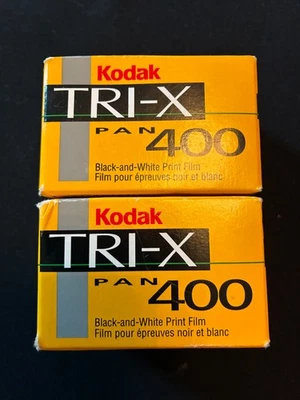 Kodak
TRI-X
PAN 400
Black-and-White Print Film
Film pour épreuves noir et blanc
Kodak
TRI-X
PAN 400
Black-and-White Print Film
Film pour épreuves noir et blanc